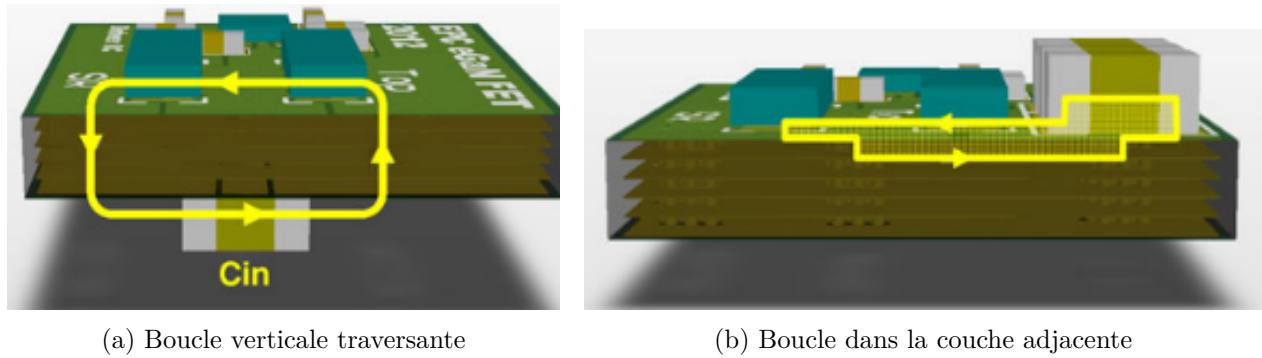 EPC eGaN FET
2012
SR
Top
Cin
(a) Boucle verticale traversante
(b) Boucle dans la couche adjacente